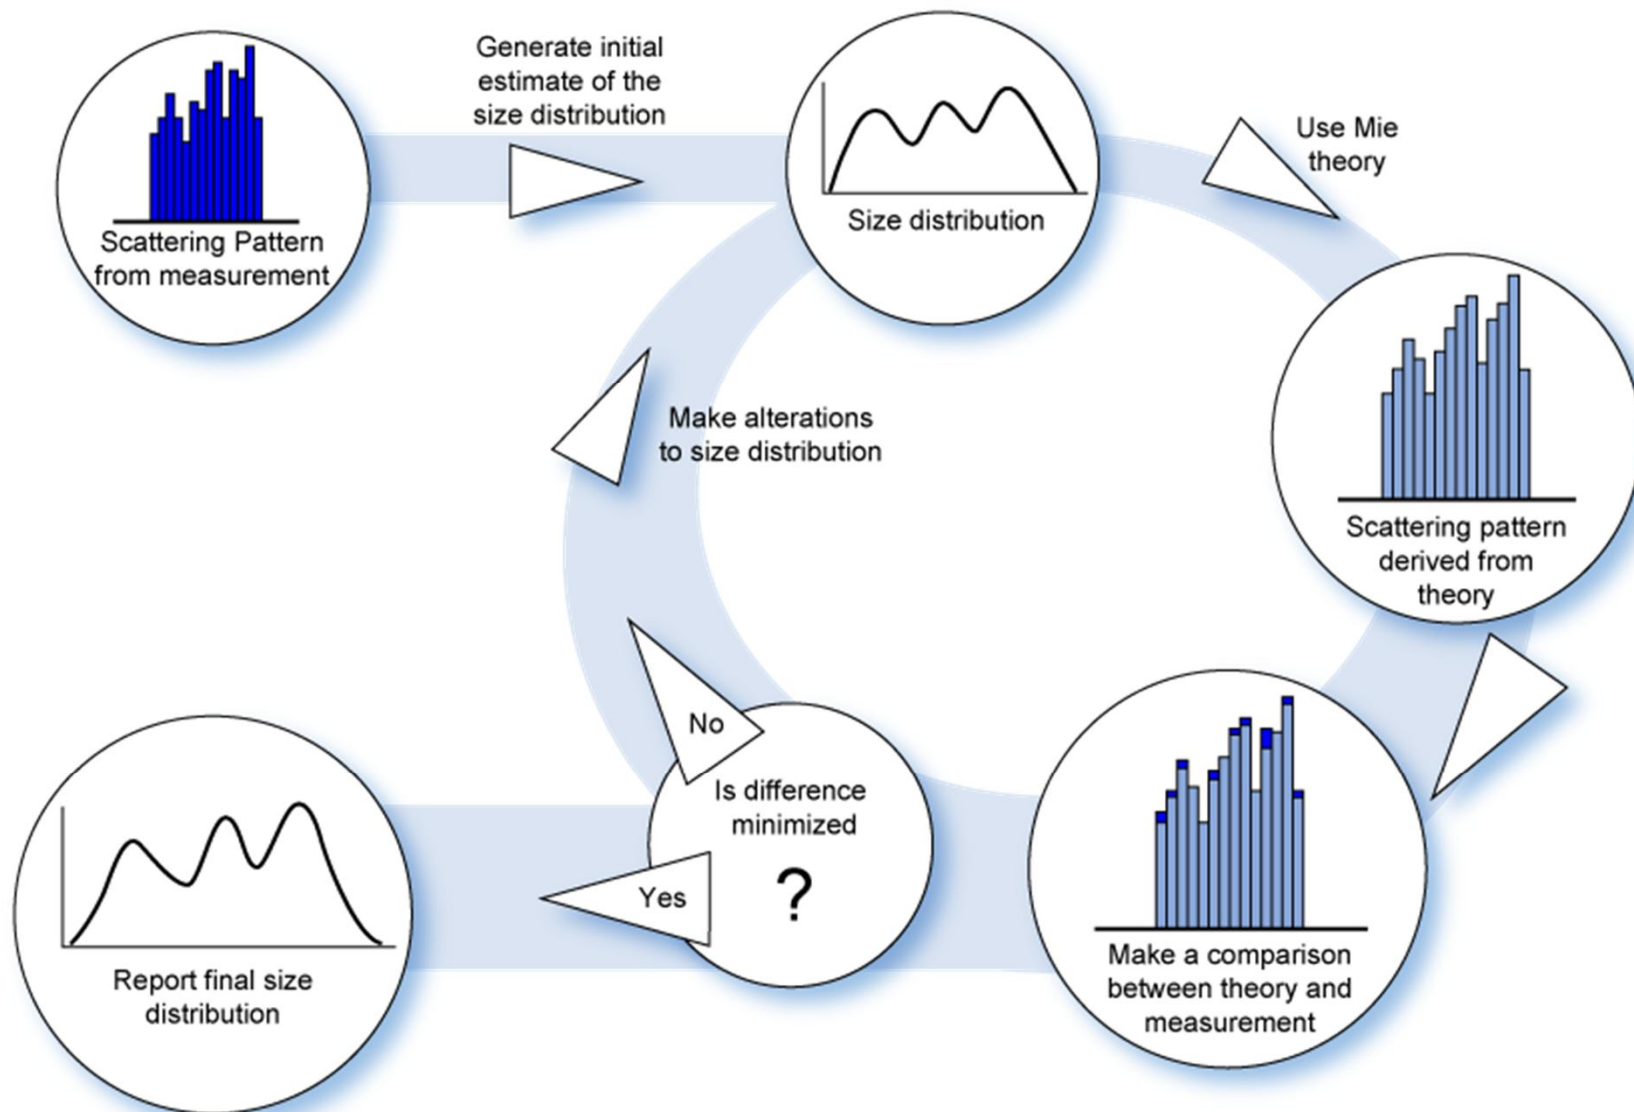 Scattering Pattern
from measurement
Generate initial
estimate of the
size distribution
Size distribution
Use Mie
theory
Scattering pattern
derived from
theory
Make a comparison
between theory and
measurement
Is difference
minimized
?
No
Make alterations
to size distribution
Yes
Report final size
distribution